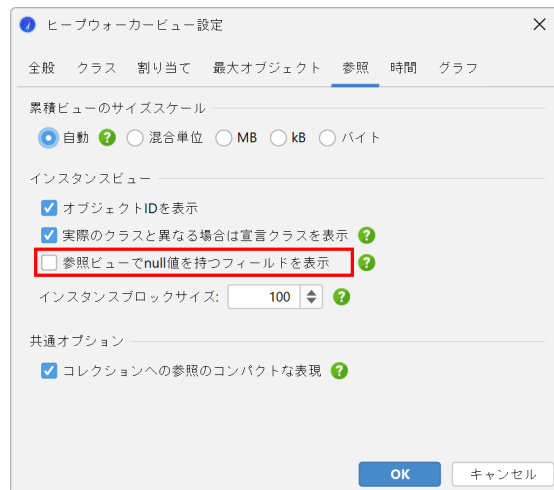 ヒープウォーカービュー設定
全般 クラス 割り当て 最大オブジェクト 参照 時間 グラフ
累積ビューのサイズスケール
自動 ? 混合単位 MB kB バイト
インスタンスビュー
オブジェクトIDを表示
実際のクラスと異なる場合は宣言クラスを表示 ?
参照ビューでnull値を持つフィールドを表示 ?
インスタンスブロックサイズ: 100 ?
共通オプション
コレクションへの参照のコンパクトな表現 ?
OK キャンセル